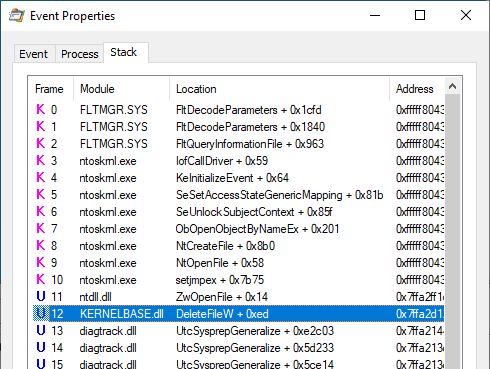 Event Properties
Event Process Stack
Frame Module Location Address
K 0 FLTMGR.SYS FltDecodeParameters + 0x1cfd 0xfffff8043
K 1 FLTMGR.SYS FltDecodeParameters + 0x1840 0xfffff8043
K 2 FLTMGR.SYS FltQueryInformationFile + 0x963 0xfffff8043
K 3 ntoskrnl.exe IofCallDriver + 0x59 0xfffff8043
K 4 ntoskrnl.exe KeInitializeEvent + 0x64 0xfffff8043
K 5 ntoskrnl.exe SeSetAccessStateGenericMapping + 0x81b 0xfffff8043
K 6 ntoskrnl.exe SeUnlockSubjectContext + 0x85f 0xfffff8043
K 7 ntoskrnl.exe ObOpenObjectByNameEx + 0x201 0xfffff8043
K 8 ntoskrnl.exe NtCreateFile + 0x8b0 0xfffff8043
K 9 ntoskrnl.exe NtOpenFile + 0x58 0xfffff8043
K 10 ntoskrnl.exe setjmpex + 0x7b75 0xfffff8043
U 11 ntdll.dll ZwOpenFile + 0x14 0x7ffa2ff1
U 12 KERNELBASE.dll DeleteFileW + 0xed 0x7ffa2d1
U 13 diagtrack.dll UtcSysprepGeneralize + 0xe2c03 0x7ffa214
U 14 diagtrack.dll UtcSysprepGeneralize + 0x5d233 0x7ffa213
U 15 diagtrack.dll UtcSysprepGeneralize + 0x5ce14 0x7ffa213